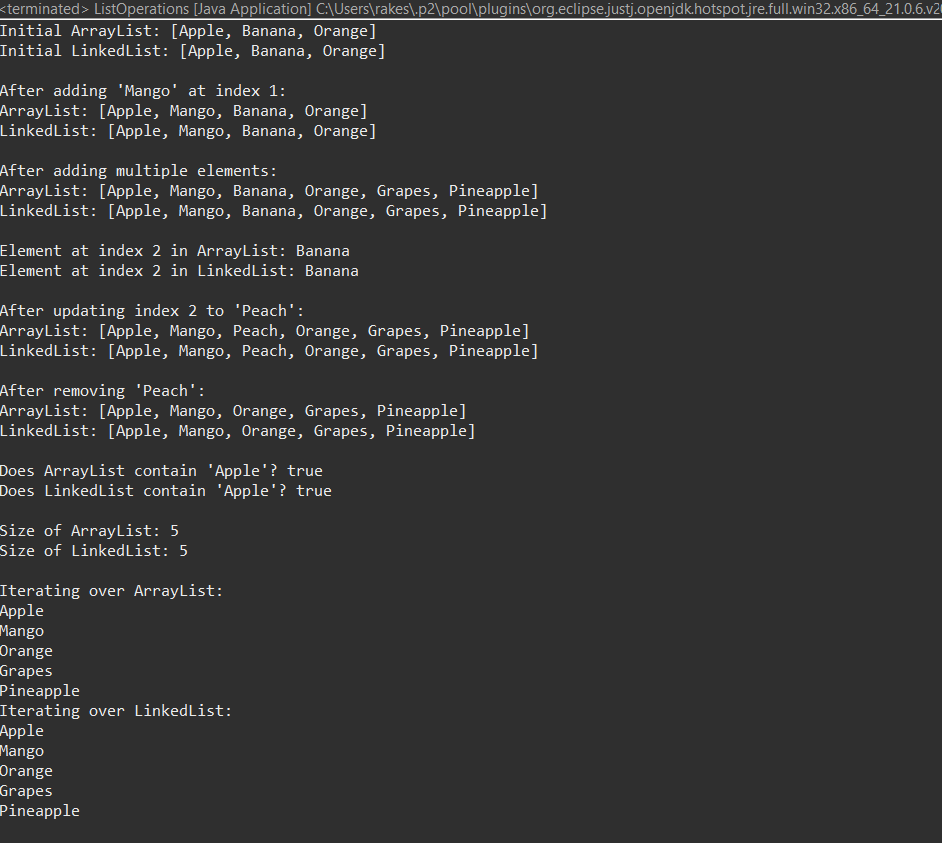 <terminated> ListOperations [Java Application] C:\Users\rakes\.p2\pool\plugins\org.eclipse.justj.openjdk.hotspot.jre.full.win32.x86_64_21.0.6.v20
Initial ArrayList: [Apple, Banana, Orange]
Initial LinkedList: [Apple, Banana, Orange]

After adding 'Mango' at index 1:
ArrayList: [Apple, Mango, Banana, Orange]
LinkedList: [Apple, Mango, Banana, Orange]

After adding multiple elements:
ArrayList: [Apple, Mango, Banana, Orange, Grapes, Pineapple]
LinkedList: [Apple, Mango, Banana, Orange, Grapes, Pineapple]

Element at index 2 in ArrayList: Banana
Element at index 2 in LinkedList: Banana

After updating index 2 to 'Peach':
ArrayList: [Apple, Mango, Peach, Orange, Grapes, Pineapple]
LinkedList: [Apple, Mango, Peach, Orange, Grapes, Pineapple]

After removing 'Peach':
ArrayList: [Apple, Mango, Orange, Grapes, Pineapple]
LinkedList: [Apple, Mango, Orange, Grapes, Pineapple]

Does ArrayList contain 'Apple'? true
Does LinkedList contain 'Apple'? true

Size of ArrayList: 5
Size of LinkedList: 5

Iterating over ArrayList:
Apple
Mango
Orange
Grapes
Pineapple
Iterating over LinkedList:
Apple
Mango
Orange
Grapes
Pineapple